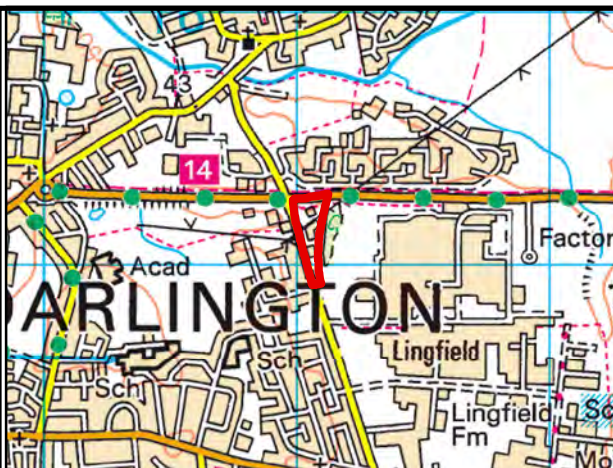 43
14
Factor
Acad
DARLINGTON
Lingfield
Sch
Sch
Lingfield
Fm